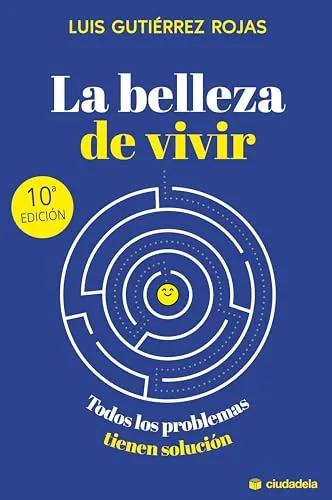 LUIS GUTIÉRREZ ROJAS
La belleza
de vivir
10ª
EDICIÓN
Todos los problemas
tienen solución
ciudadela